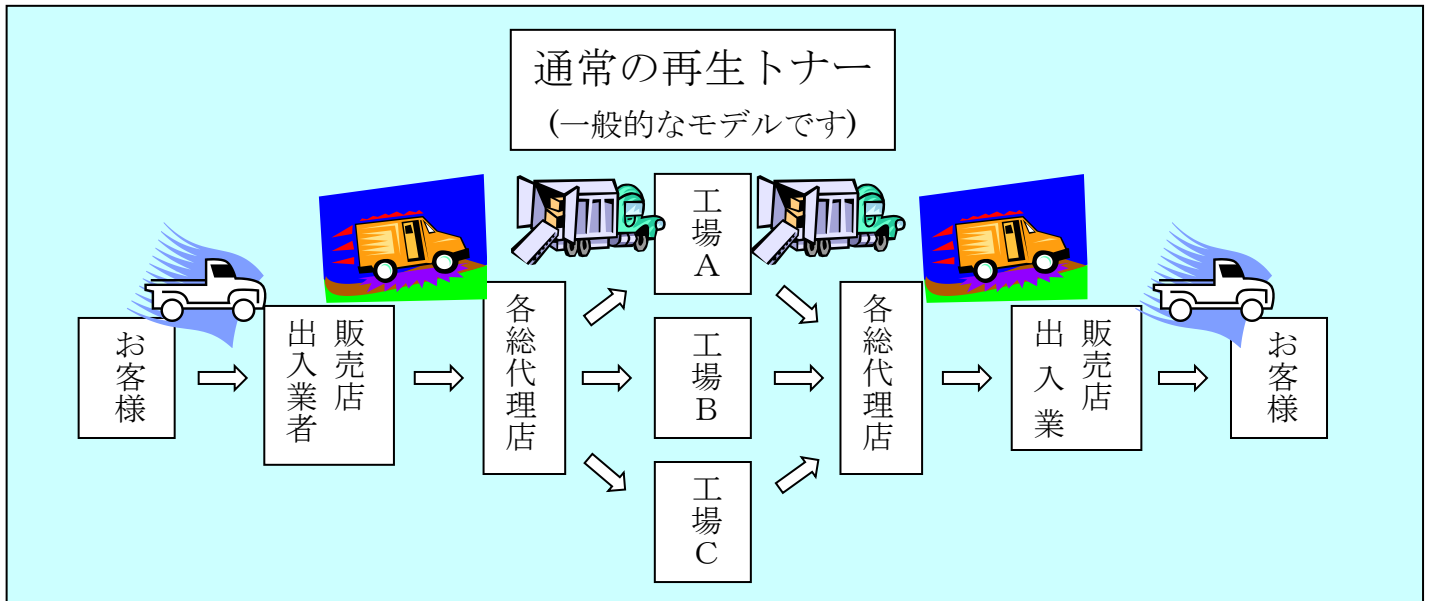 通常の再生トナー
(一般的なモデルです)
お客様
販売店
出入業者
各総代理店
工場A
工場B
工場C
各総代理店
販売店
出入業
お客様